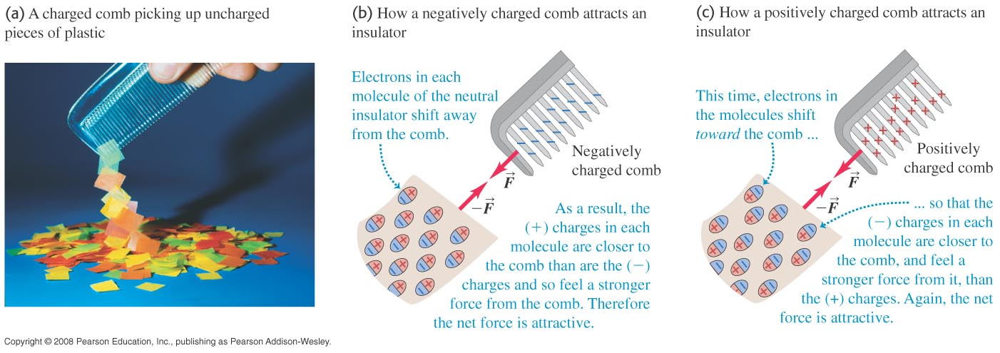 (a) A charged comb picking up uncharged
pieces of plastic
(b) How a negatively charged comb attracts an
insulator
Electrons in each
molecule of the neutral
insulator shift away
from the comb.
Negatively
charged comb
F⃗
−F⃗
As a result, the
(+) charges in each
molecule are closer to
the comb than are the (−)
charges and so feel a stronger
force from the comb. Therefore
the net force is attractive.
(c) How a positively charged comb attracts an
insulator
This time, electrons in
the molecules shift
toward the comb ...
Positively
charged comb
F⃗
−F⃗
... so that the
(−) charges in each
molecule are closer to
the comb, and feel a
stronger force from it, than
the (+) charges. Again, the net
force is attractive.
Copyright © 2008 Pearson Education, Inc., publishing as Pearson Addison-Wesley.